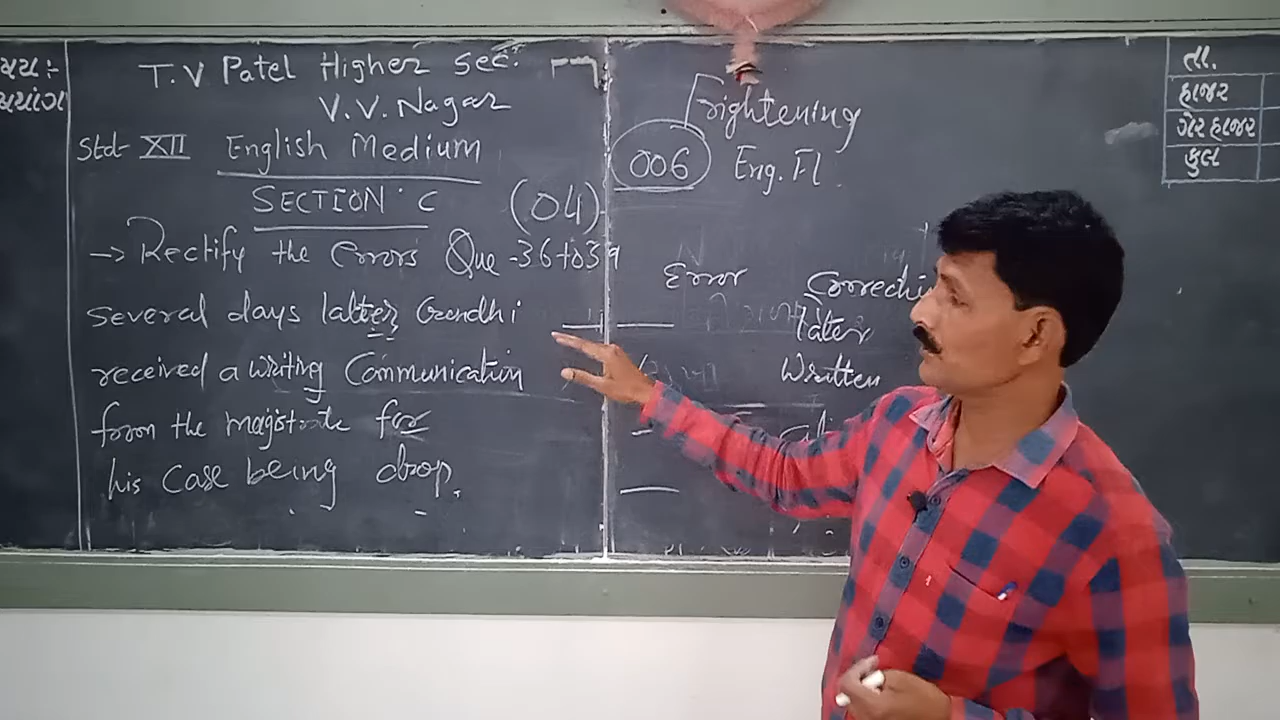 T.V Patel Higher Sec.
V.V. Nagar
Std- XII English Medium
SECTION : C (04)
→ Rectify the errors Que-36 to 39
Several days latter Gandhi
received a writing Communication
from the magistrate for
his case being drop.
Frightening
006 Eng. Fl.
Error
later
Written
તા.
હાજર
ગેર હાજર
કુલ